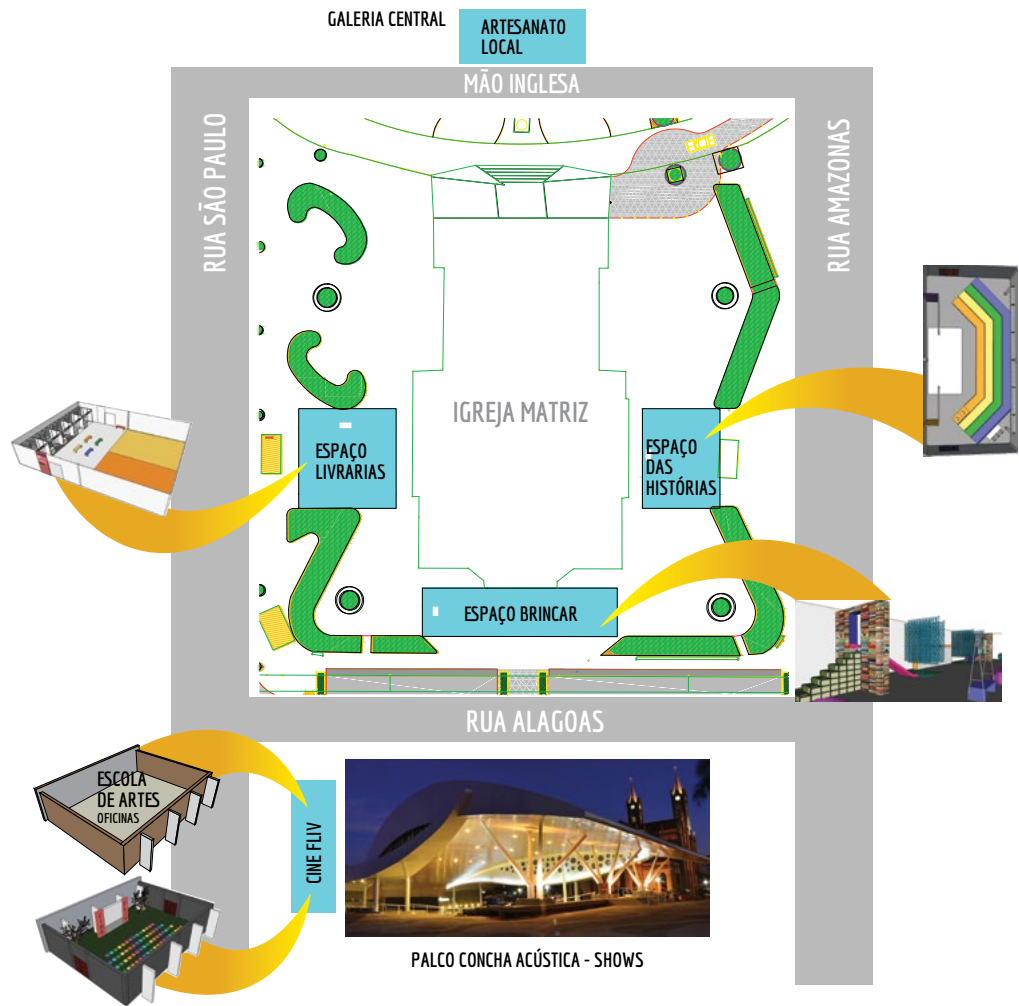 GALERIA CENTRAL
ARTESANATO
LOCAL
MÃO INGLESA
RUA SÃO PAULO
RUA AMAZONAS
IGREJA MATRIZ
ESPAÇO
LIVRARIAS
ESPAÇO
DAS
HISTÓRIAS
ESPAÇO BRINCAR
RUA ALAGOAS
ESCOLA
DE ARTES
OFICINAS
CINE FLIV
PALCO CONCHA ACÚSTICA - SHOWS